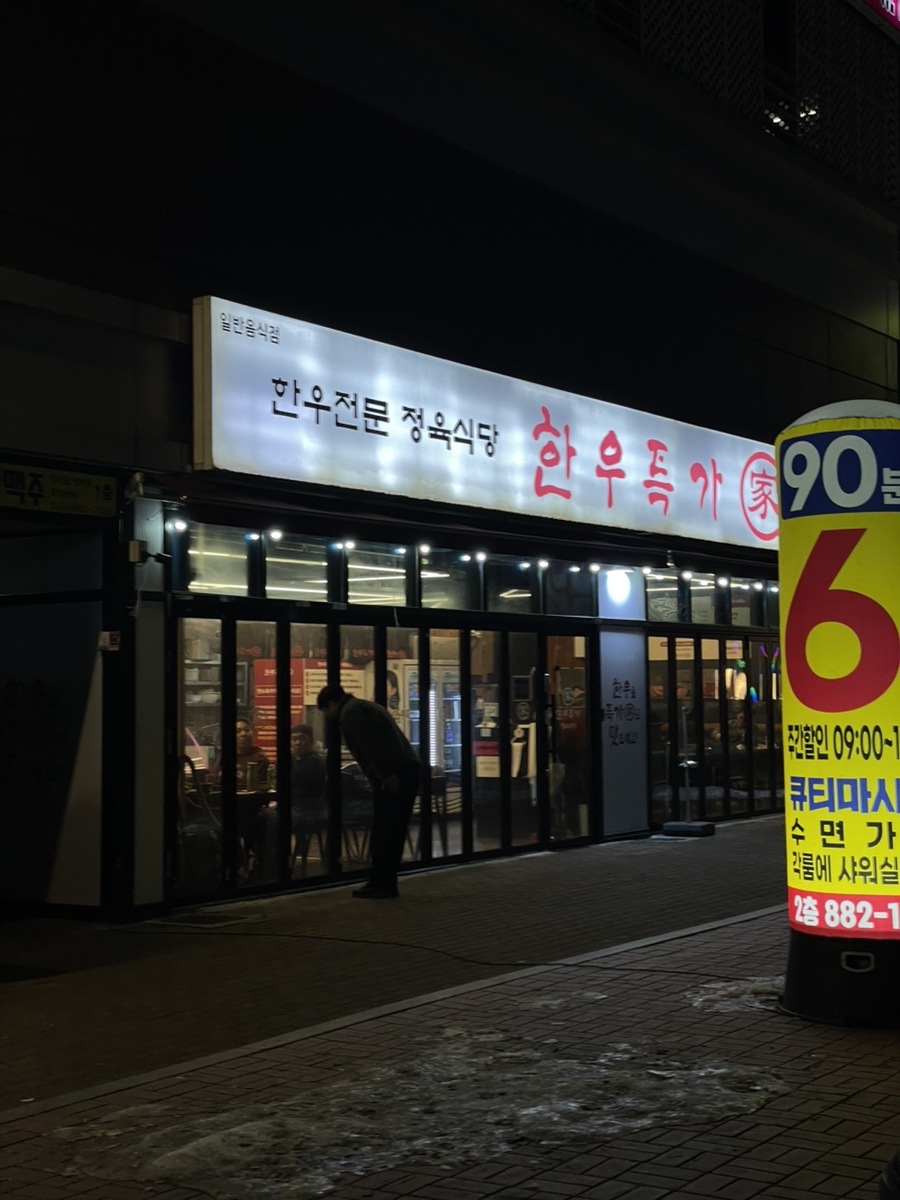 일반음식점
한우전문 정육식당
한우특가 家
맥주
90분
6
주간할인 09:00~1
큐티마사
수면가
각룸에 샤워실
2층 882-1